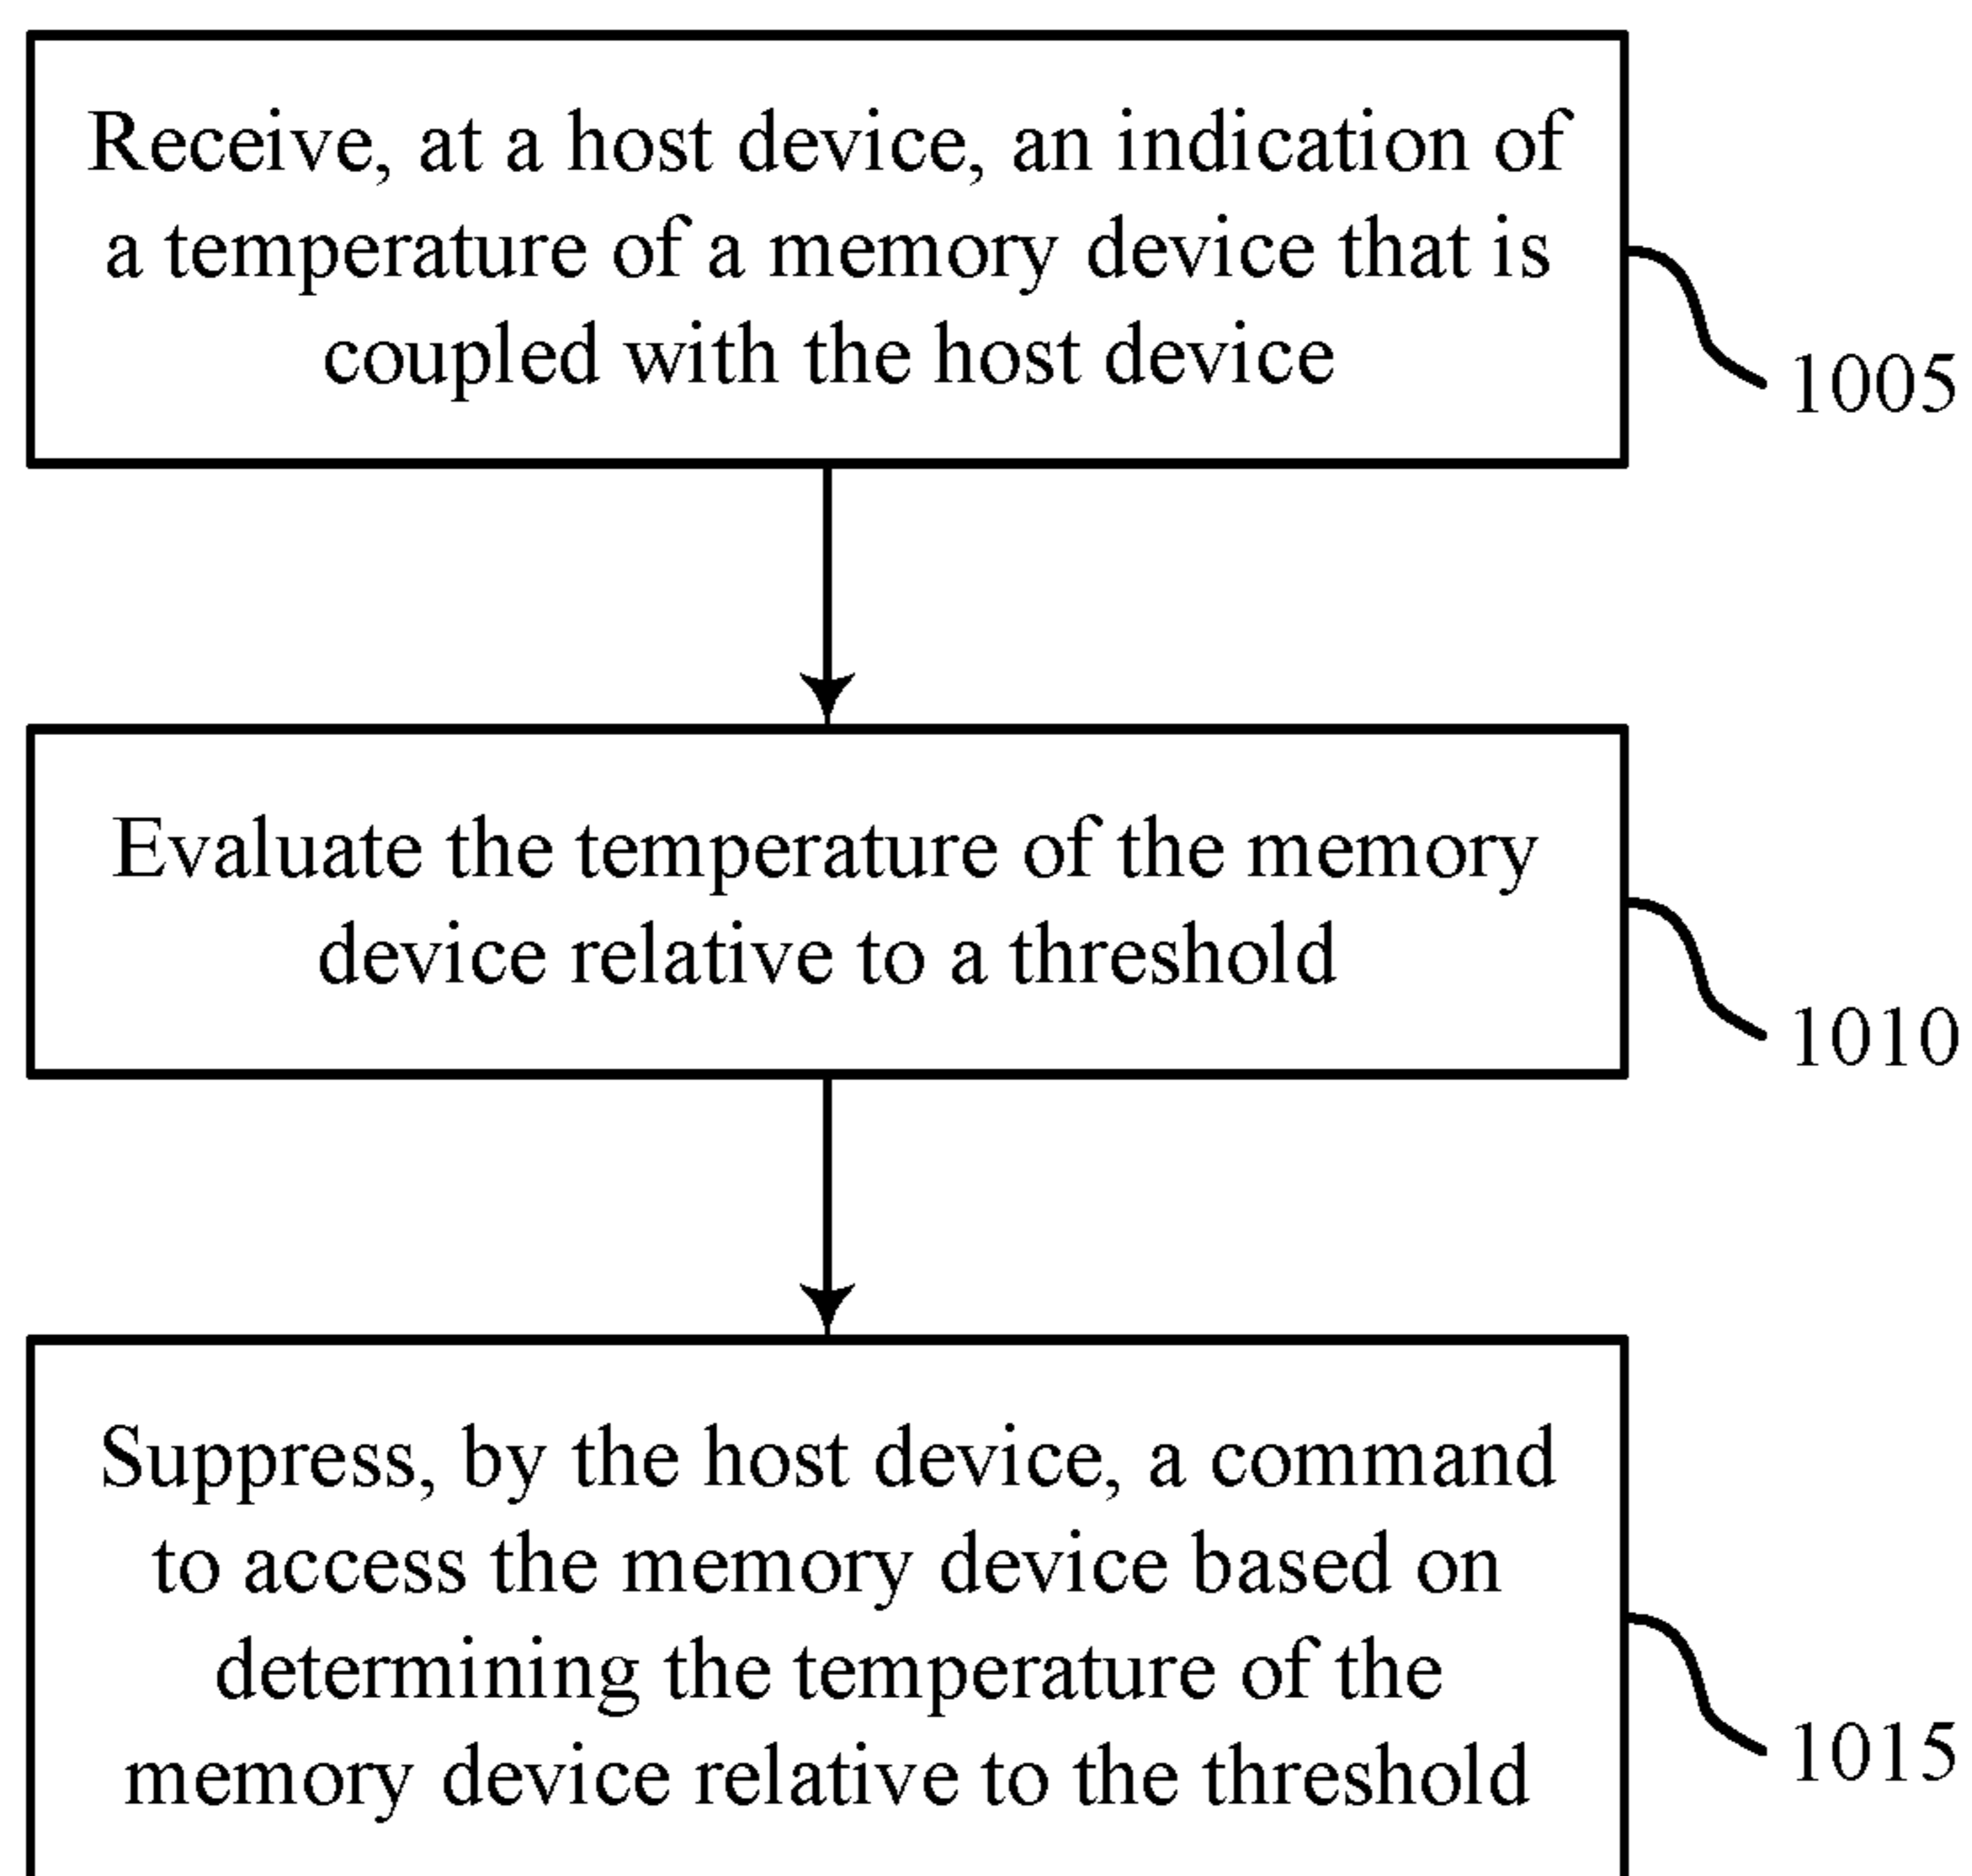 Receive, at a host device, an indication of
a temperature of a memory device that is
coupled with the host device
1005
Evaluate the temperature of the memory
device relative to a threshold
1010
Suppress, by the host device, a command
to access the memory device based on
determining the temperature of the
memory device relative to the threshold
1015